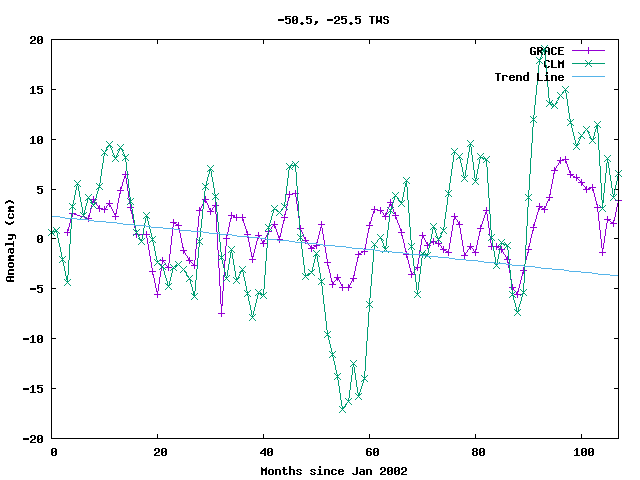 -50.5, -25.5 TWS
GRACE
CLM
Trend Line
20
15
10
5
0
-5
-10
-15
-20
Anomaly (cm)
0 20 40 60 80 100
Months since Jan 2002